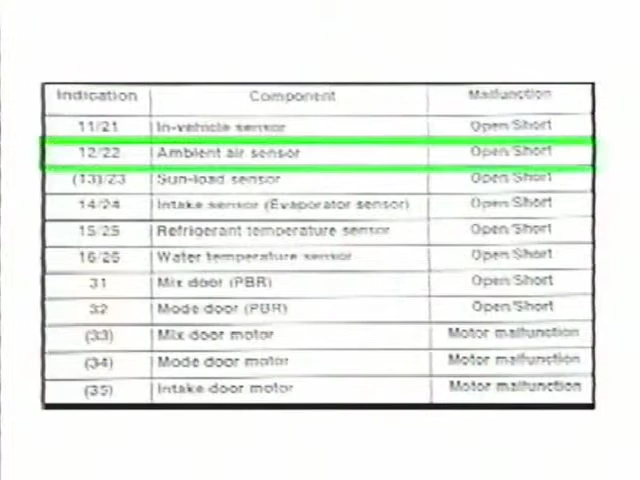 Indication Component Malfunction
11/21 In-vehicle sensor Open/Short
12/22 Ambient air sensor Open/Short
(13)/23 Sun-load sensor Open/Short
14/24 Intake sensor (Evaporator sensor) Open/Short
15/25 Refrigerant temperature sensor Open/Short
16/26 Water temperature sensor Open/Short
31 Mix door (PBR) Open/Short
32 Mode door (PBR) Open/Short
(33) Mix door motor Motor malfunction
(34) Mode door motor Motor malfunction
(35) Intake door motor Motor malfunction